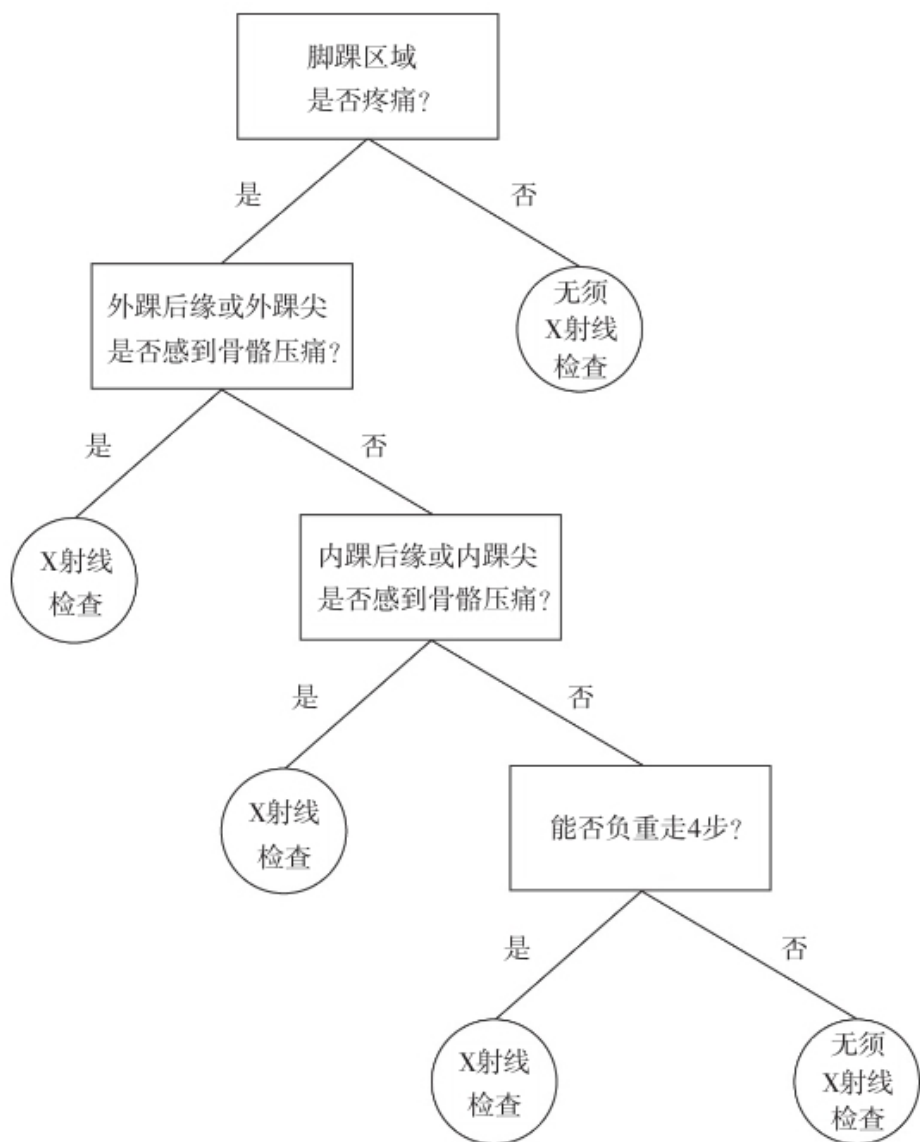 脚踝区域
是否疼痛?
是
否
外踝后缘或外踝尖
是否感到骨骼压痛?
无须
X射线
检查
是
否
X射线
检查
内踝后缘或内踝尖
是否感到骨骼压痛?
是
否
X射线
检查
能否负重走4步?
是
否
X射线
检查
无须
X射线
检查